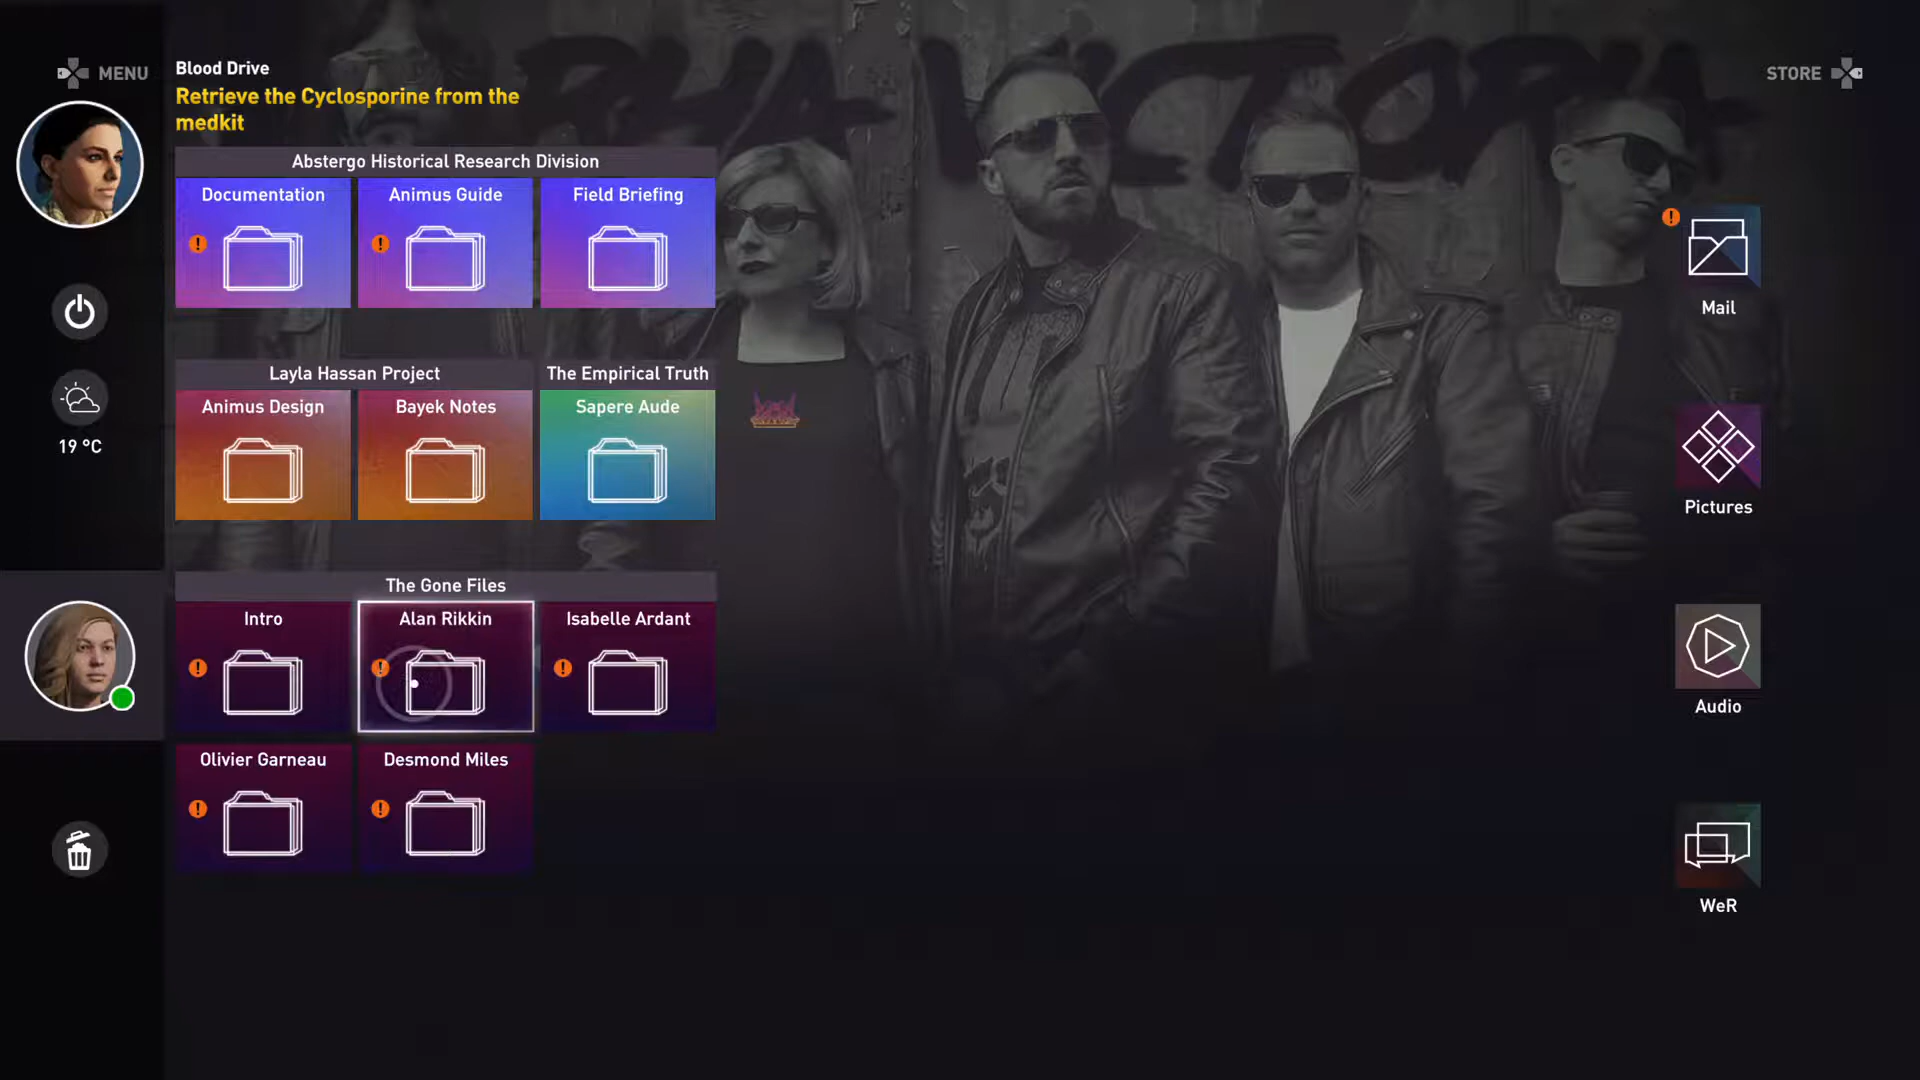 MENU
Blood Drive
STORE
Retrieve the Cyclosporine from the
medkit
Abstergo Historical Research Division
Documentation
Animus Guide
Field Briefing
Mail
Layla Hassan Project
The Empirical Truth
Animus Design
Bayek Notes
Sapere Aude
19 °C
Pictures
The Gone Files
Intro
Alan Rikkin
Isabelle Ardant
Audio
Olivier Garneau
Desmond Miles
WeR